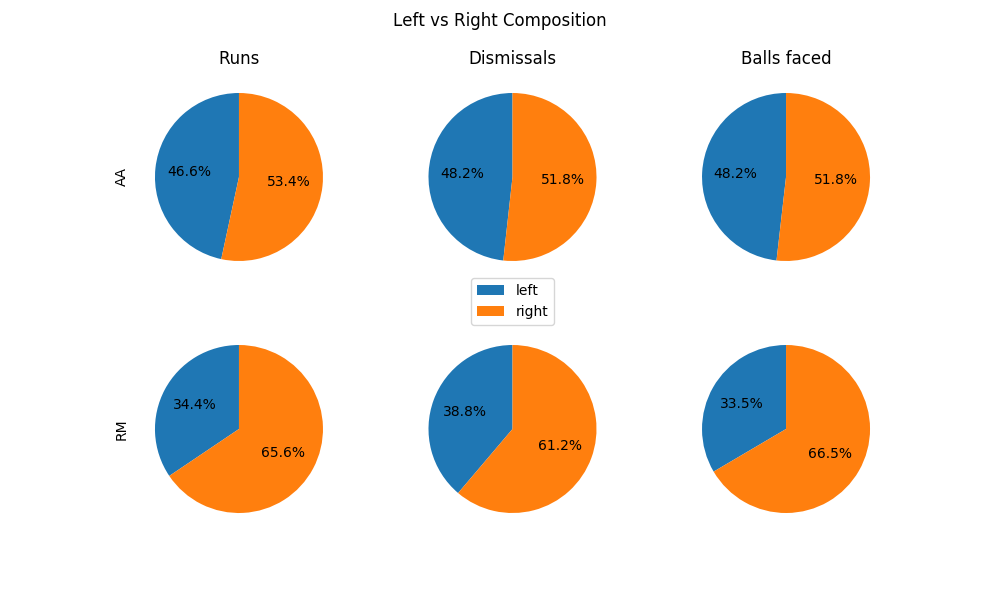 Left vs Right Composition
Runs
Dismissals
Balls faced
AA
46.6%
53.4%
48.2%
51.8%
48.2%
51.8%
left
right
RM
34.4%
65.6%
38.8%
61.2%
33.5%
66.5%